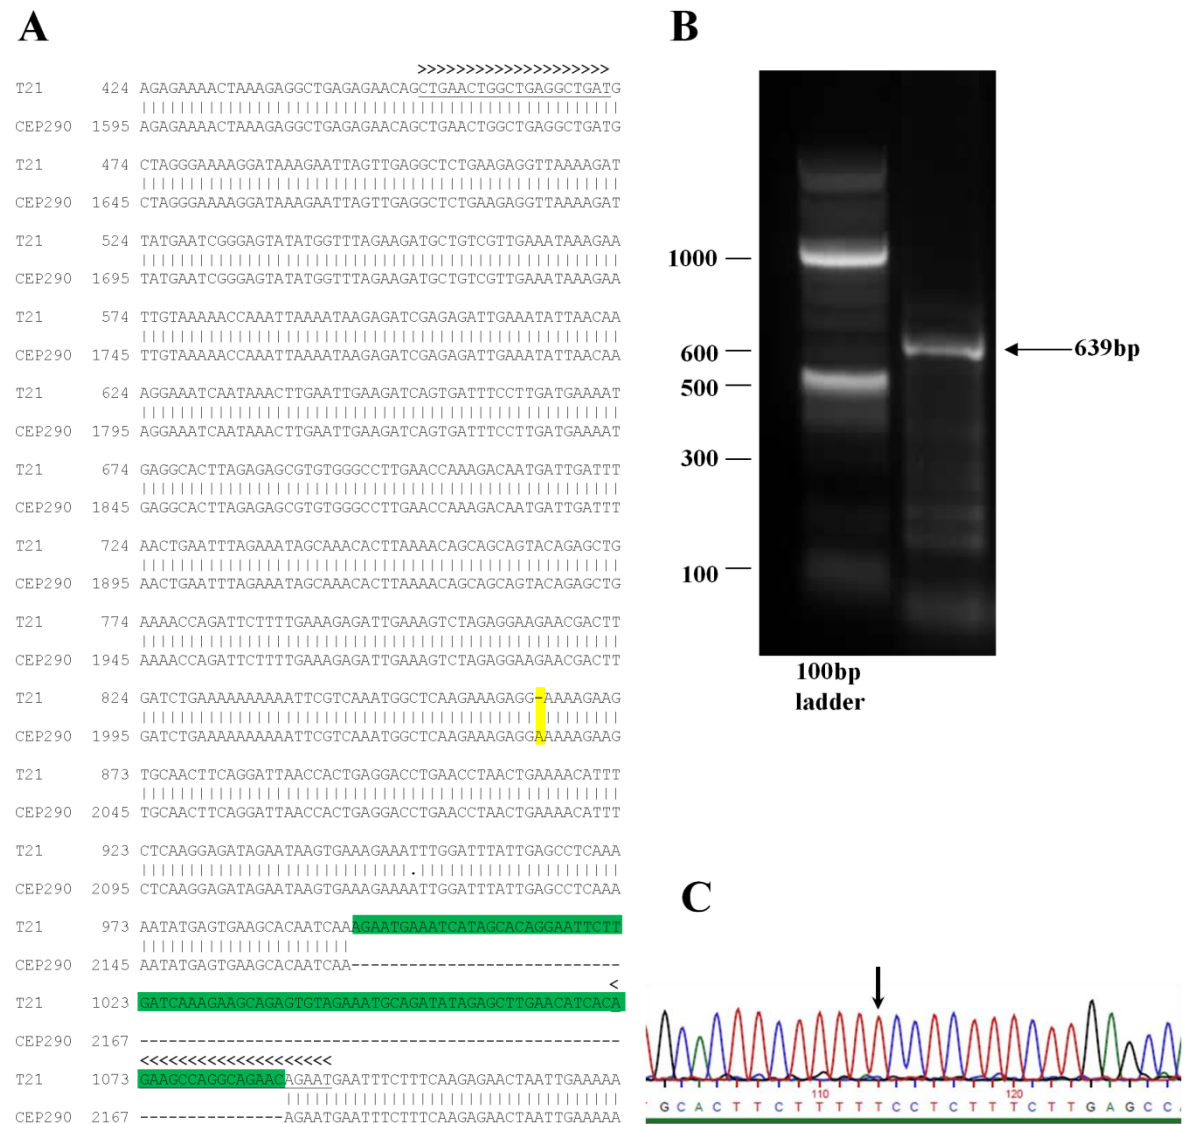 A
>>>>>>>>>>>>>>>>>>>>
T21 424 AGAGAAAACTAAAGAGGCTGAGAGAACAGCTGAACTGGCTGAGGCTGATG
||||||||||||||||||||||||||||||||||||||||||||||||||
CEP290 1595 AGAGAAAACTAAAGAGGCTGAGAGAACAGCTGAACTGGCTGAGGCTGATG
T21 474 CTAGGGAAAAGGATAAAGAATTAGTTGAGGCTCTGAAGAGGTTAAAAGAT
||||||||||||||||||||||||||||||||||||||||||||||||||
CEP290 1645 CTAGGGAAAAGGATAAAGAATTAGTTGAGGCTCTGAAGAGGTTAAAAGAT
T21 524 TATGAATCGGGAGTATATGGTTTAGAAGATGCTGTCGTTGAAATAAAGAA
||||||||||||||||||||||||||||||||||||||||||||||||||
CEP290 1695 TATGAATCGGGAGTATATGGTTTAGAAGATGCTGTCGTTGAAATAAAGAA
T21 574 TTGTAAAAACCAAATTAAAATAAGAGATCGAGAGATTGAAATATTAACAA
||||||||||||||||||||||||||||||||||||||||||||||||||
CEP290 1745 TTGTAAAAACCAAATTAAAATAAGAGATCGAGAGATTGAAATATTAACAA
T21 624 AGGAAATCAATAAACTTGAATTGAAGATCAGTGATTTCCTTGATGAAAAT
||||||||||||||||||||||||||||||||||||||||||||||||||
CEP290 1795 AGGAAATCAATAAACTTGAATTGAAGATCAGTGATTTCCTTGATGAAAAT
T21 674 GAGGCACTTAGAGAGCGTGTGGGCCTTGAACCAAAGACAATGATTGATTT
||||||||||||||||||||||||||||||||||||||||||||||||||
CEP290 1845 GAGGCACTTAGAGAGCGTGTGGGCCTTGAACCAAAGACAATGATTGATTT
T21 724 AACTGAATTTAGAAATAGCAAACACTTAAAACAGCAGCAGTACAGAGCTG
||||||||||||||||||||||||||||||||||||||||||||||||||
CEP290 1895 AACTGAATTTAGAAATAGCAAACACTTAAAACAGCAGCAGTACAGAGCTG
T21 774 AAAACCAGATTCTTTTGAAAGAGATTGAAAGTCTAGAGGAAGAACGACTT
||||||||||||||||||||||||||||||||||||||||||||||||||
CEP290 1945 AAAACCAGATTCTTTTGAAAGAGATTGAAAGTCTAGAGGAAGAACGACTT
T21 824 GATCTGAAAAAAAAAATTCGTCAAATGGCTCAAGAAAGAGG-AAAAGAAG
||||||||||||||||||||||||||||||||||||||||| ||||||||
CEP290 1995 GATCTGAAAAAAAAAATTCGTCAAATGGCTCAAGAAAGAGGAAAAAGAAG
T21 873 TGCAACTTCAGGATTAACCACTGAGGACCTGAACCTAACTGAAAACATTT
||||||||||||||||||||||||||||||||||||||||||||||||||
CEP290 2045 TGCAACTTCAGGATTAACCACTGAGGACCTGAACCTAACTGAAAACATTT
T21 923 CTCAAGGAGATAGAATAAGTGAAAGAAATTTGGATTTATTGAGCCTCAAA
||||||||||||||||||||||||||||.|||||||||||||||||||||
CEP290 2095 CTCAAGGAGATAGAATAAGTGAAAGAAAATTGGATTTATTGAGCCTCAAA
T21 973 AATATGAGTGAAGCACAATCAAAGAATGAAATCATAGCACAGGAATTCTT
||||||||||||||||||||||
CEP290 2145 AATATGAGTGAAGCACAATCAA----------------------------
<
T21 1023 GATCAAAGAAGCAGAGTGTAGAAATGCAGATATAGAGCTTGAACATCACA
CEP290 2167 --------------------------------------------------
<<<<<<<<<<<<<<<<<<<<
T21 1073 GAAGCCAGGCAGAACAGAATGAATTTCTTTCAAGAGAACTAATTGAAAAA
|||||||||||||||||||||||||||||||||||
CEP290 2167 ---------------AGAATGAATTTCTTTCAAGAGAACTAATTGAAAAA
B
1000
600
500
300
100
639bp
100bp
ladder
C
110 120
G C A C T T C T T T T T C C T C T T T C T T G A G C C